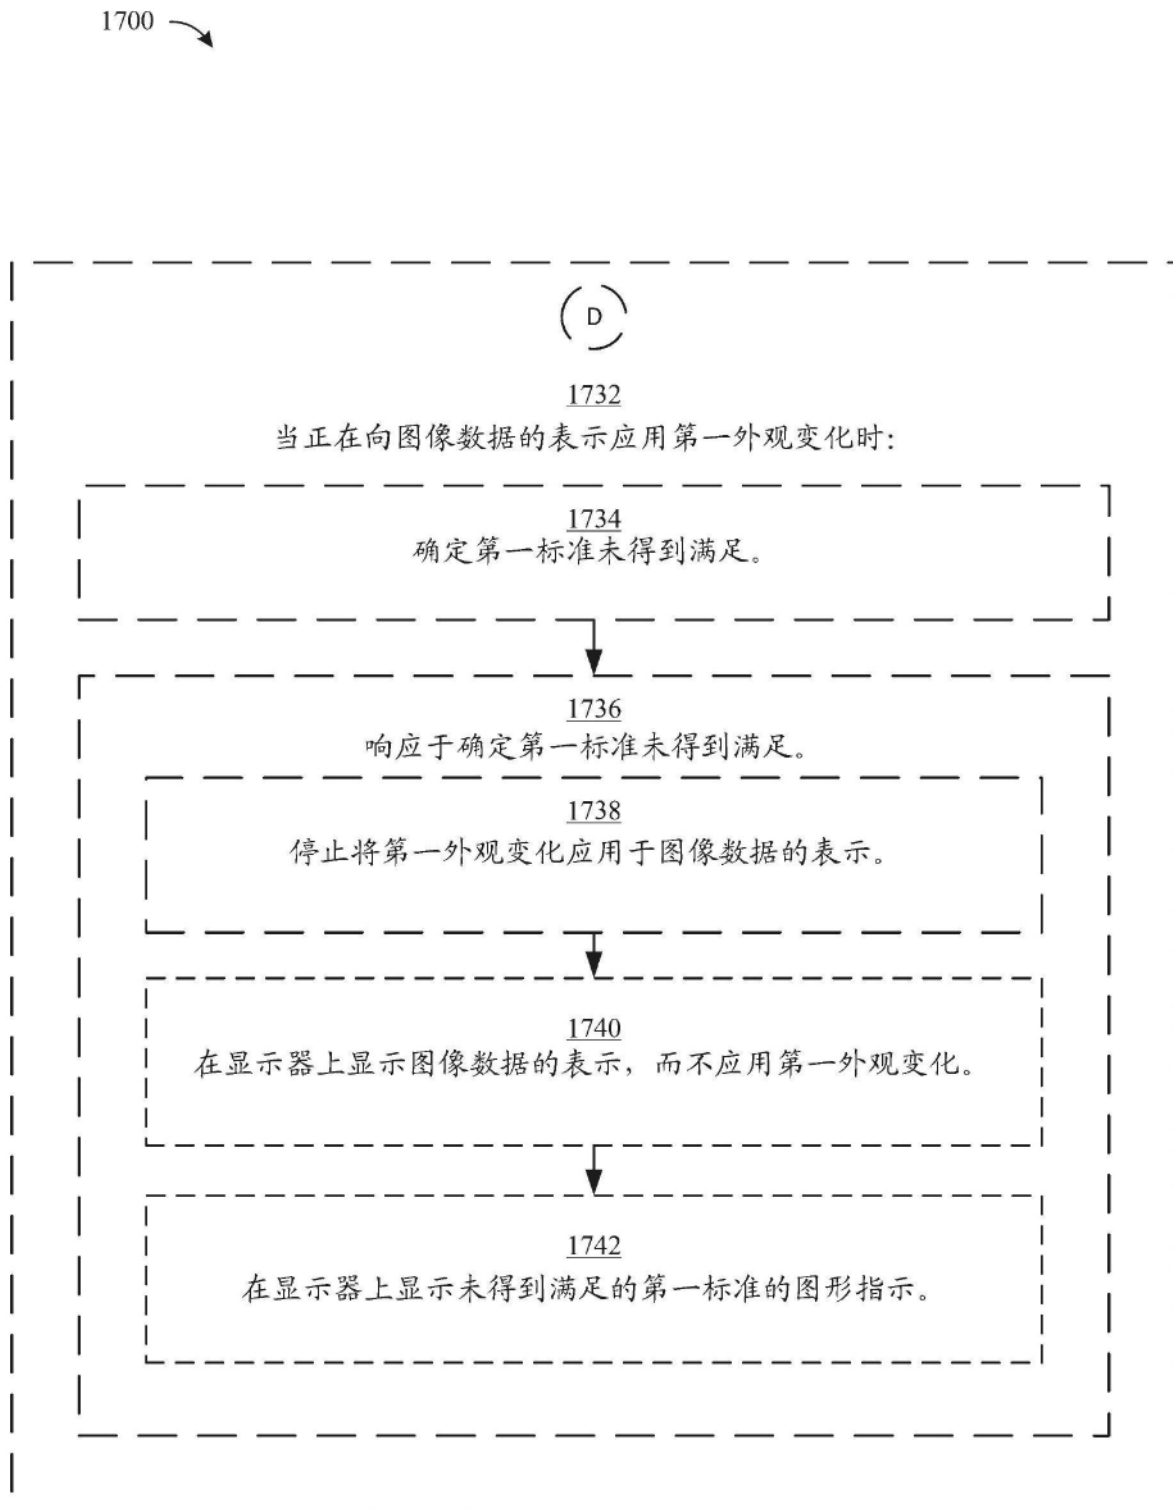 1700
D
1732
当正在向图像数据的表示应用第一外观变化时:
1734
确定第一标准未得到满足。
1736
响应于确定第一标准未得到满足。
1738
停止将第一外观变化应用于图像数据的表示。
1740
在显示器上显示图像数据的表示，而不应用第一外观变化。
1742
在显示器上显示未得到满足的第一标准的图形指示。